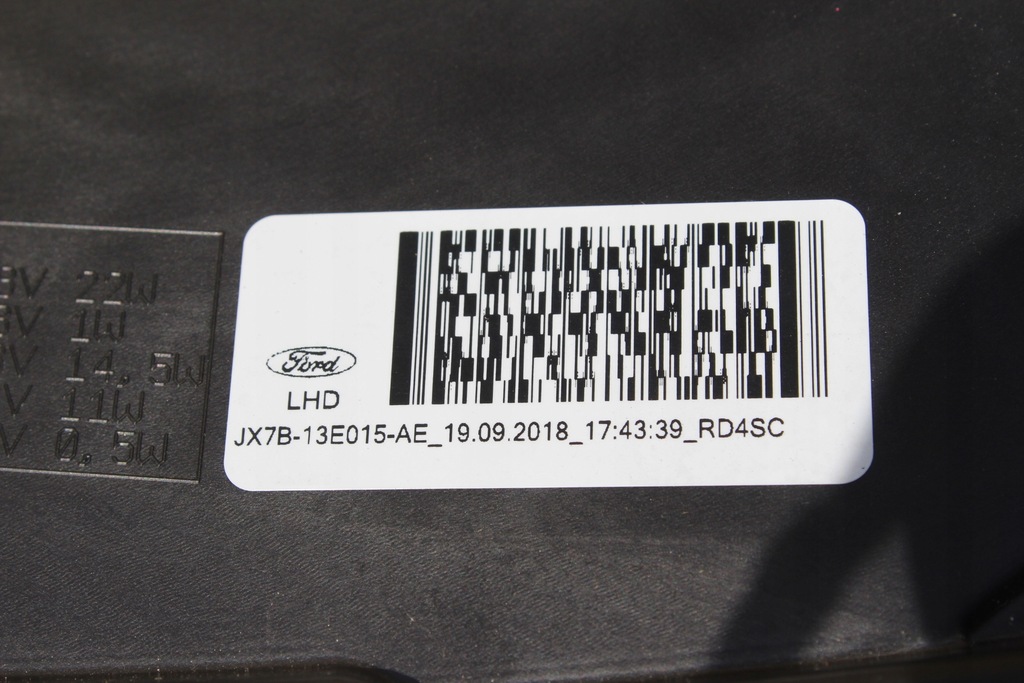 V 22W
V 1W
V 14.5W
V 11W
V 0,5W
Ford
LHD
JX7B-13E015-AE_19.09.2018_17:43:39_RD4SC